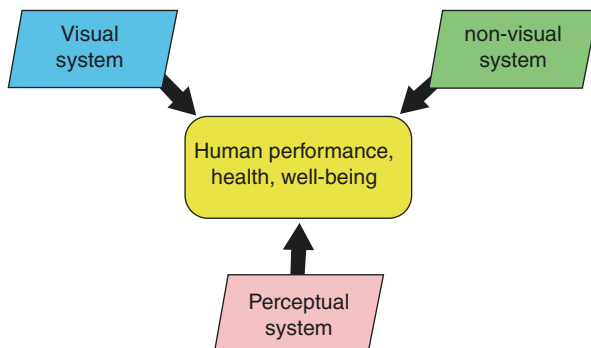 Visual
system
non-visual
system
Human performance,
health, well-being
Perceptual
system